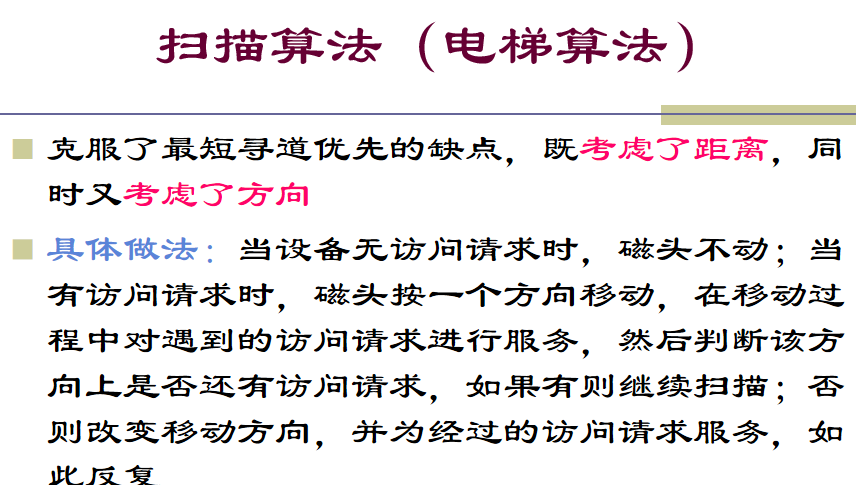 扫描算法（电梯算法）
克服了最短寻道优先的缺点，既考虑了距离，同
时又考虑了方向
具体做法：当设备无访问请求时，磁头不动；当
有访问请求时，磁头按一个方向移动，在移动过
程中对遇到的访问请求进行服务，然后判断该方
向上是否还有访问请求，如果有则继续扫描；否
则改变移动方向，并为经过的访问请求服务，如
此反复